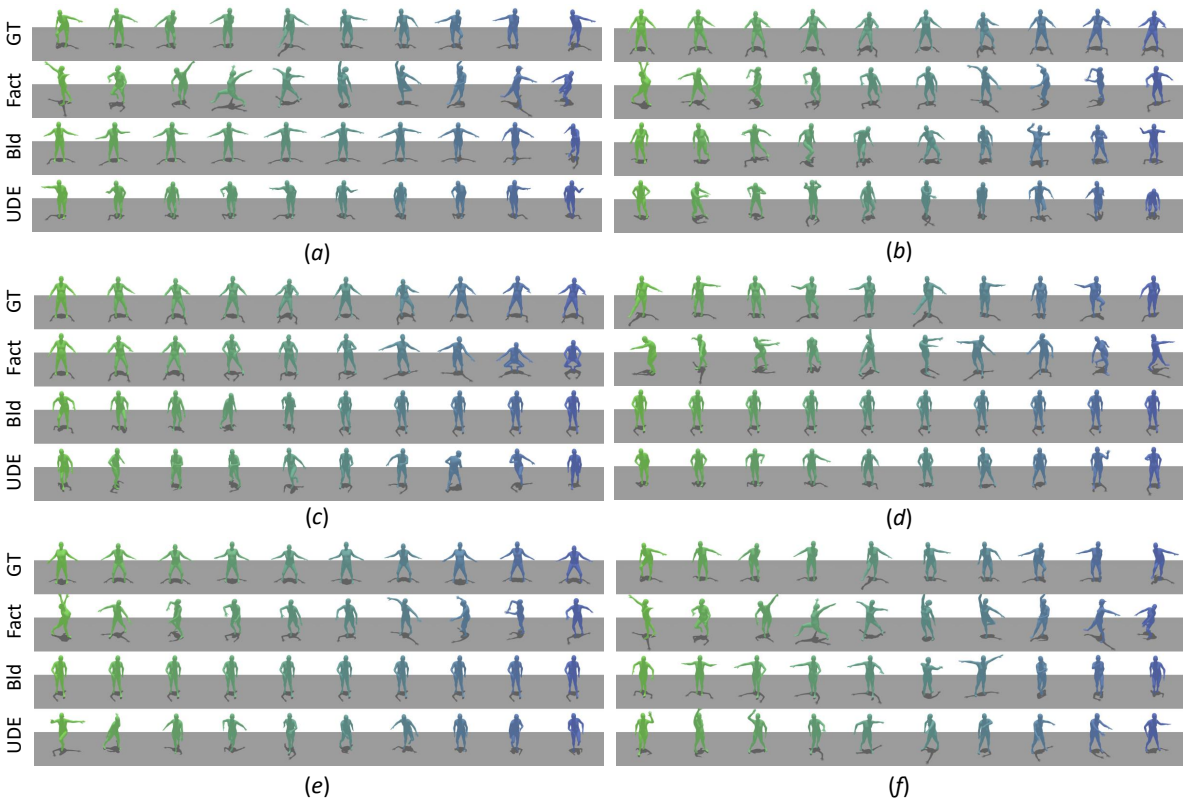 GT
Fact
Bld
UDE
(a)
GT
Fact
Bld
UDE
(b)
GT
Fact
Bld
UDE
(c)
GT
Fact
Bld
UDE
(d)
GT
Fact
Bld
UDE
(e)
GT
Fact
Bld
UDE
(f)